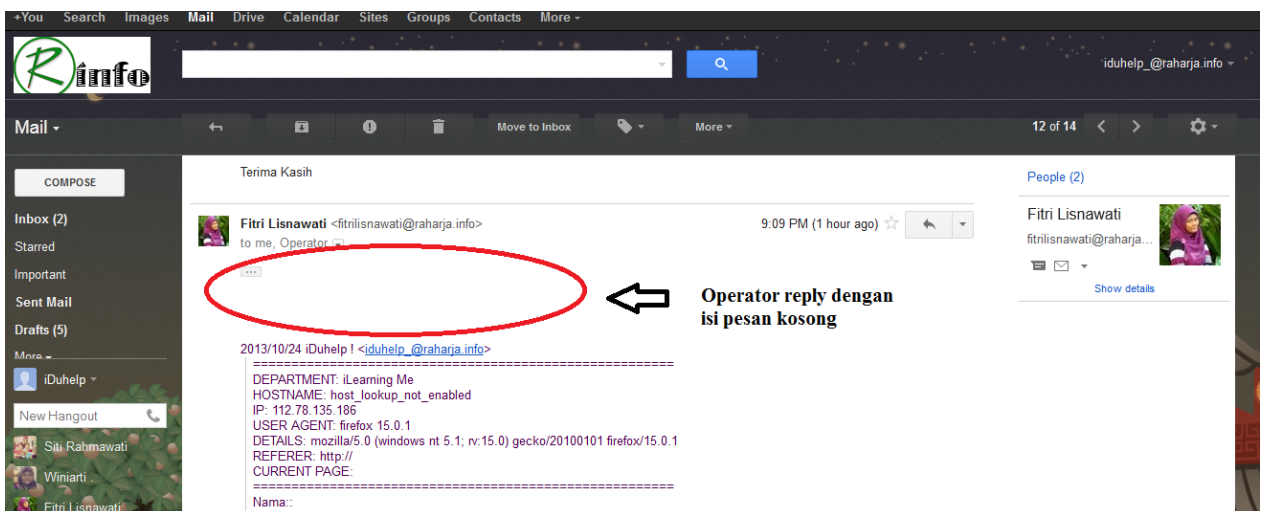 +You Search Images Mail Drive Calendar Sites Groups Contacts More
Rinfo
iduhelp_@raharja.info
Mail
Move to Inbox
More
12 of 14
COMPOSE
Inbox (2)
Starred
Important
Sent Mail
Drafts (5)
More
iDuhelp
New Hangout
Siti Rahmawati
Winiarti .
Fitri Lisnawati
Terima Kasih
Fitri Lisnawati <fitrilisnawati@raharja.info>
9:09 PM (1 hour ago)
to me, Operator
...
Operator reply dengan
isi pesan kosong
2013/10/24 iDuhelp ! <iduhelp_@raharja.info>
==========================================================
DEPARTMENT: iLearning Me
HOSTNAME: host_lookup_not_enabled
IP: 112.78.135.186
USER AGENT: firefox 15.0.1
DETAILS: mozilla/5.0 (windows nt 5.1; rv:15.0) gecko/20100101 firefox/15.0.1
REFERER: http://
CURRENT PAGE:
==========================================================
Nama::
People (2)
Fitri Lisnawati
fitrilisnawati@raharja...
Show details